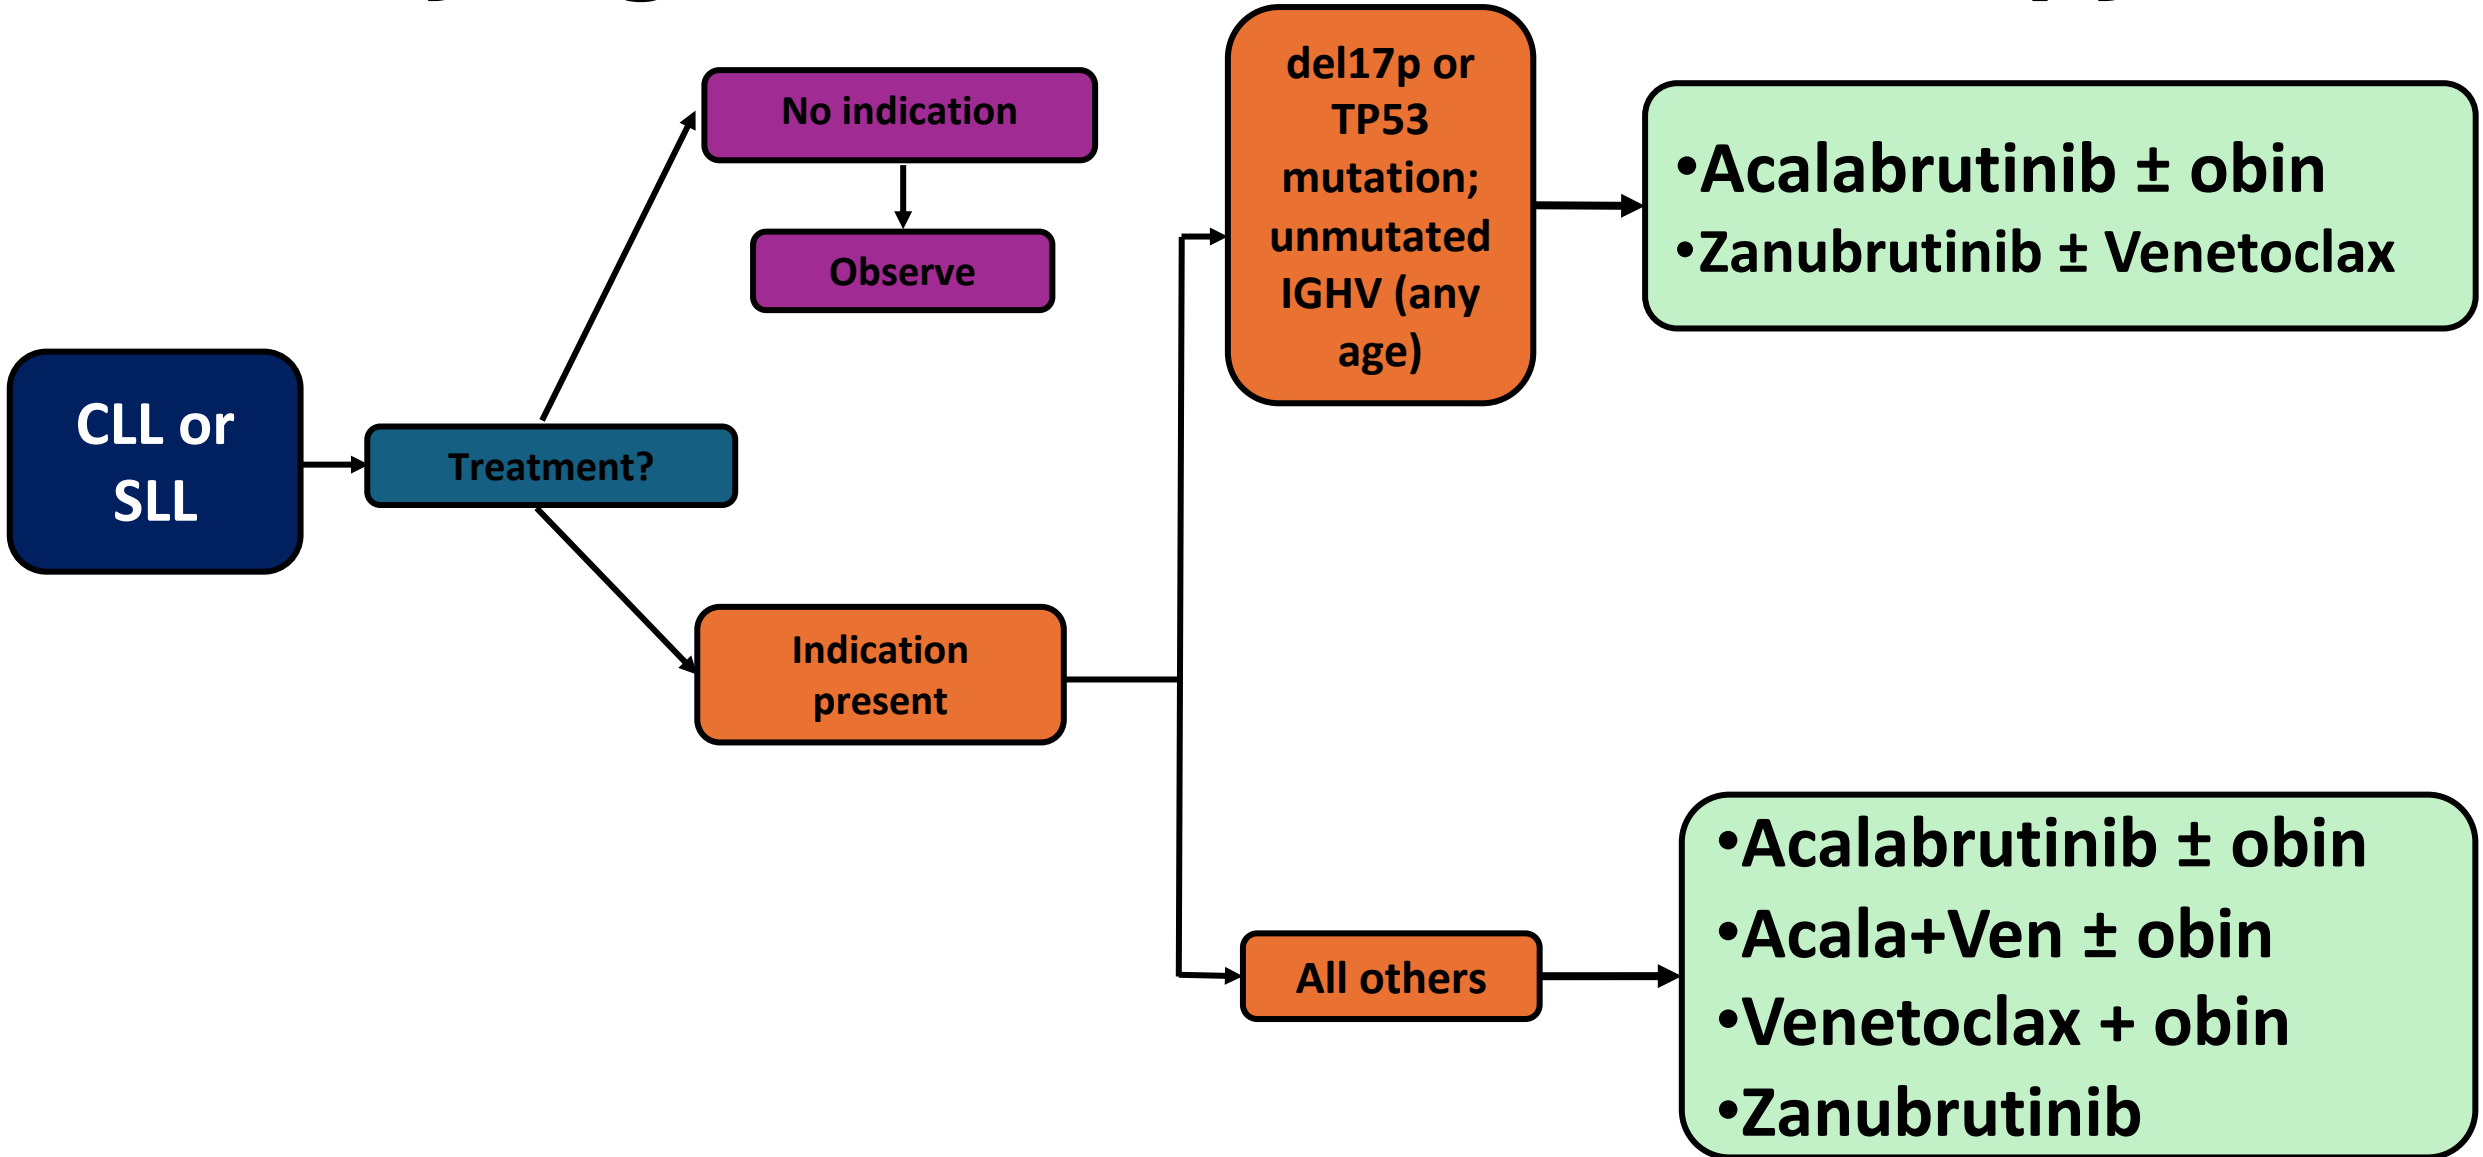 No indication
Observe
CLL or
SLL
Treatment?
Indication
present
del17p or
TP53
mutation;
unmutated
IGHV (any
age)
•Acalabrutinib ± obin
•Zanubrutinib ± Venetoclax
All others
•Acalabrutinib ± obin
•Acala+Ven ± obin
•Venetoclax + obin
•Zanubrutinib